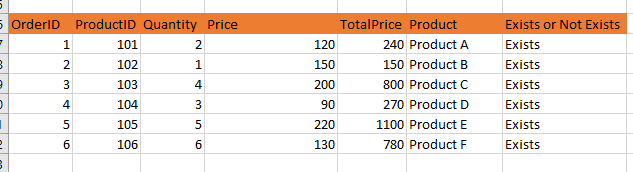 OrderID ProductID Quantity Price TotalPrice Product Exists or Not Exists
1 101 2 120 240 Product A Exists
2 102 1 150 150 Product B Exists
3 103 4 200 800 Product C Exists
4 104 3 90 270 Product D Exists
5 105 5 220 1100 Product E Exists
6 106 6 130 780 Product F Exists